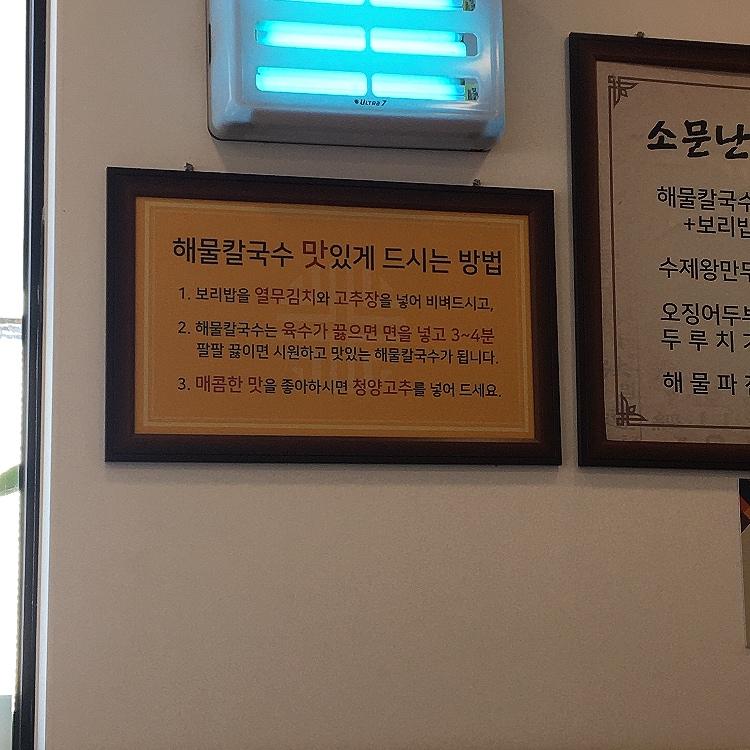 ULTRA 7
해물칼국수 맛있게 드시는 방법
1. 보리밥을 열무김치와 고추장을 넣어 비벼드시고,
2. 해물칼국수는 육수가 끓으면 면을 넣고 3~4분
팔팔 끓이면 시원하고 맛있는 해물칼국수가 됩니다.
3. 매콤한 맛을 좋아하시면 청양고추를 넣어 드세요.
소문난
해물칼국수
+보리밥
수제왕만두
오징어두부
두루치기
해물파전